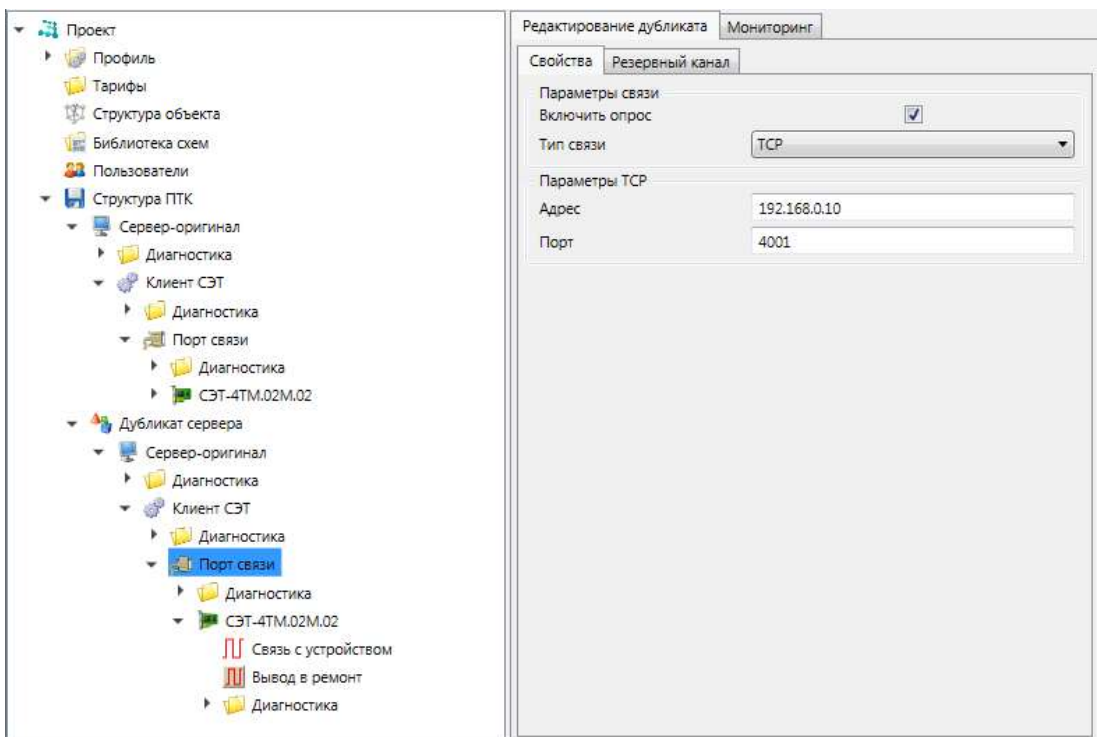 Проект
Профиль
Тарифы
Структура объекта
Библиотека схем
Пользователи
Структура ПТК
Сервер-оригинал
Диагностика
Клиент СЭТ
Диагностика
Порт связи
Диагностика
СЭТ-4ТМ.02М.02
Дубликат сервера
Сервер-оригинал
Диагностика
Клиент СЭТ
Диагностика
Порт связи
Диагностика
СЭТ-4ТМ.02М.02
Связь с устройством
Вывод в ремонт
Диагностика
Редактирование дубликата Мониторинг
Свойства Резервный канал
Параметры связи
Включить опрос
Тип связи TCP
Параметры TCP
Адрес 192.168.0.10
Порт 4001